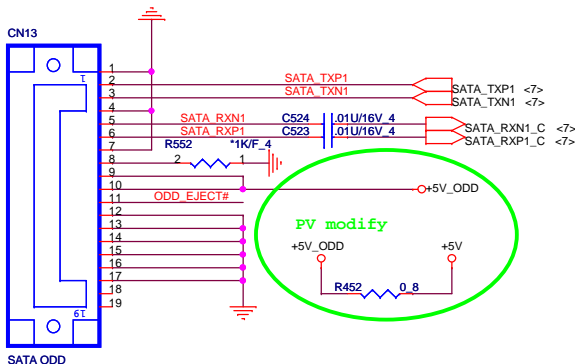 CN13
1
1
2
SATA_TXP1
SATA_TXP1 <7>
3
SATA_TXN1
SATA_TXN1 <7>
4
5
SATA_RXN1
C524
.01U/16V_4
SATA_RXN1_C <7>
6
SATA_RXP1
C523
.01U/16V_4
SATA_RXP1_C <7>
7
R552
*1K/F_4
8
2
1
9
10
+5V_ODD
11
ODD_EJECT#
12
13
PV modify
14
+5V_ODD
+5V
15
16
17
R452
0_8
18
19
19
SATA ODD